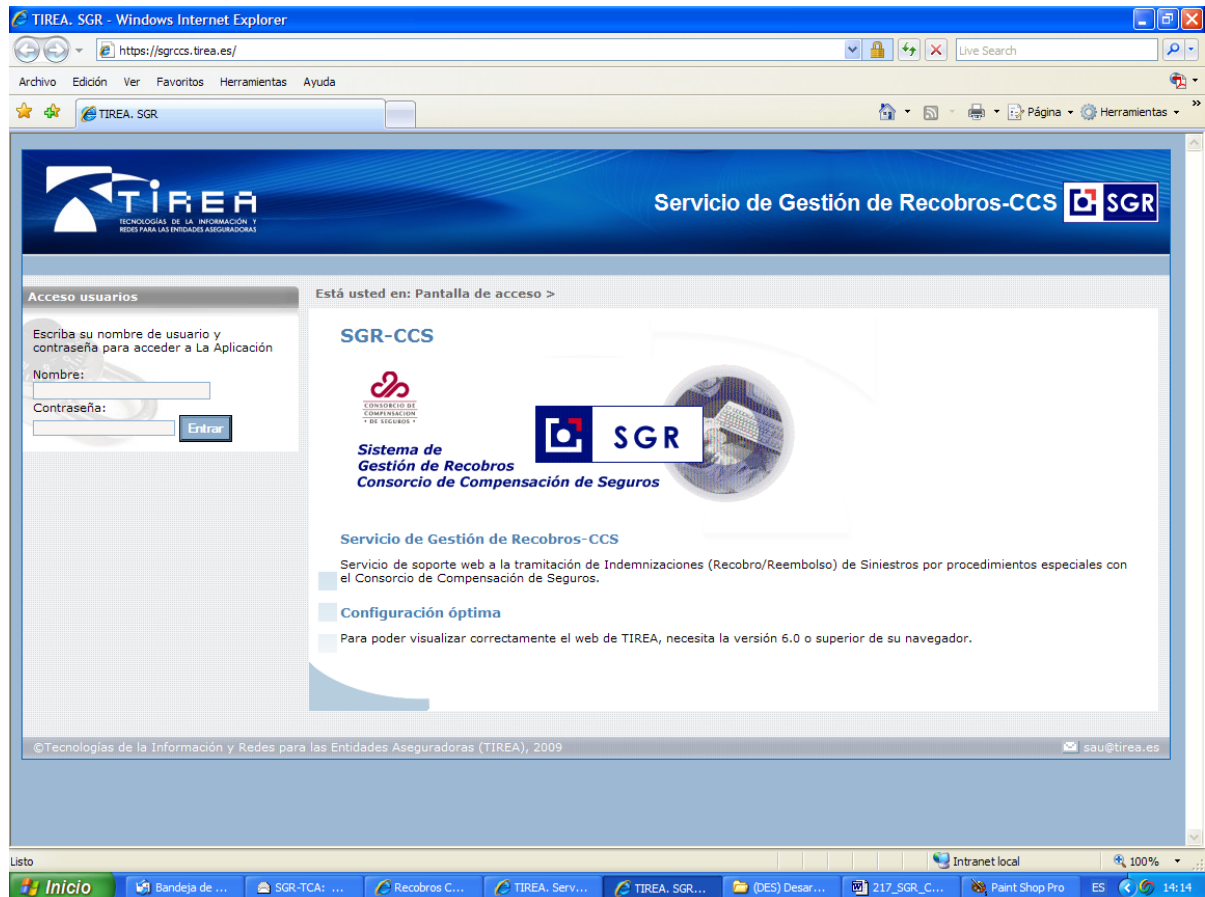 TIREA. SGR - Windows Internet Explorer
https://sgrccs.tirea.es/
Live Search
Archivo Edición Ver Favoritos Herramientas Ayuda
TIREA. SGR
Página Herramientas
TIREA
TECNOLOGÍAS DE LA INFORMACIÓN Y
REDES PARA LAS ENTIDADES ASEGURADORAS
Servicio de Gestión de Recobros-CCS SGR
Acceso usuarios
Está usted en: Pantalla de acceso >
Escriba su nombre de usuario y
contraseña para acceder a La Aplicación
Nombre:
Contraseña:
Entrar
SGR-CCS
CONSORCIO DE
COMPENSACION
• DE SEGUROS •
SGR
Sistema de
Gestión de Recobros
Consorcio de Compensación de Seguros
Servicio de Gestión de Recobros-CCS
Servicio de soporte web a la tramitación de Indemnizaciones (Recobro/Reembolso) de Siniestros por procedimientos especiales con
el Consorcio de Compensación de Seguros.
Configuración óptima
Para poder visualizar correctamente el web de TIREA, necesita la versión 6.0 o superior de su navegador.
©Tecnologías de la Información y Redes para las Entidades Aseguradoras (TIREA), 2009
sau@tirea.es
Listo
Intranet local
100%
Inicio
Bandeja de ...
SGR-TCA: ...
Recobros C...
TIREA. Serv...
TIREA. SGR...
(DES) Desar...
217_SGR_C...
Paint Shop Pro
ES
14:14